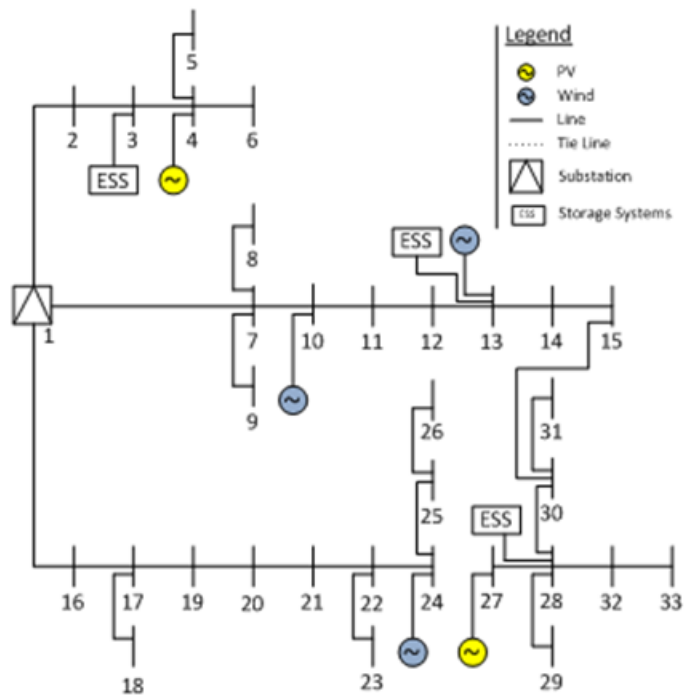 Legend
PV
Wind
Line
Tie Line
Substation
ESS Storage Systems
5
2 3 4 6
ESS ~
8
ESS ~
1 7 10 11 12 13 14 15
9 ~
26 31
25 ESS 30
16 17 19 20 21 22 24 27 28 32 33
~ ~
18 23 29